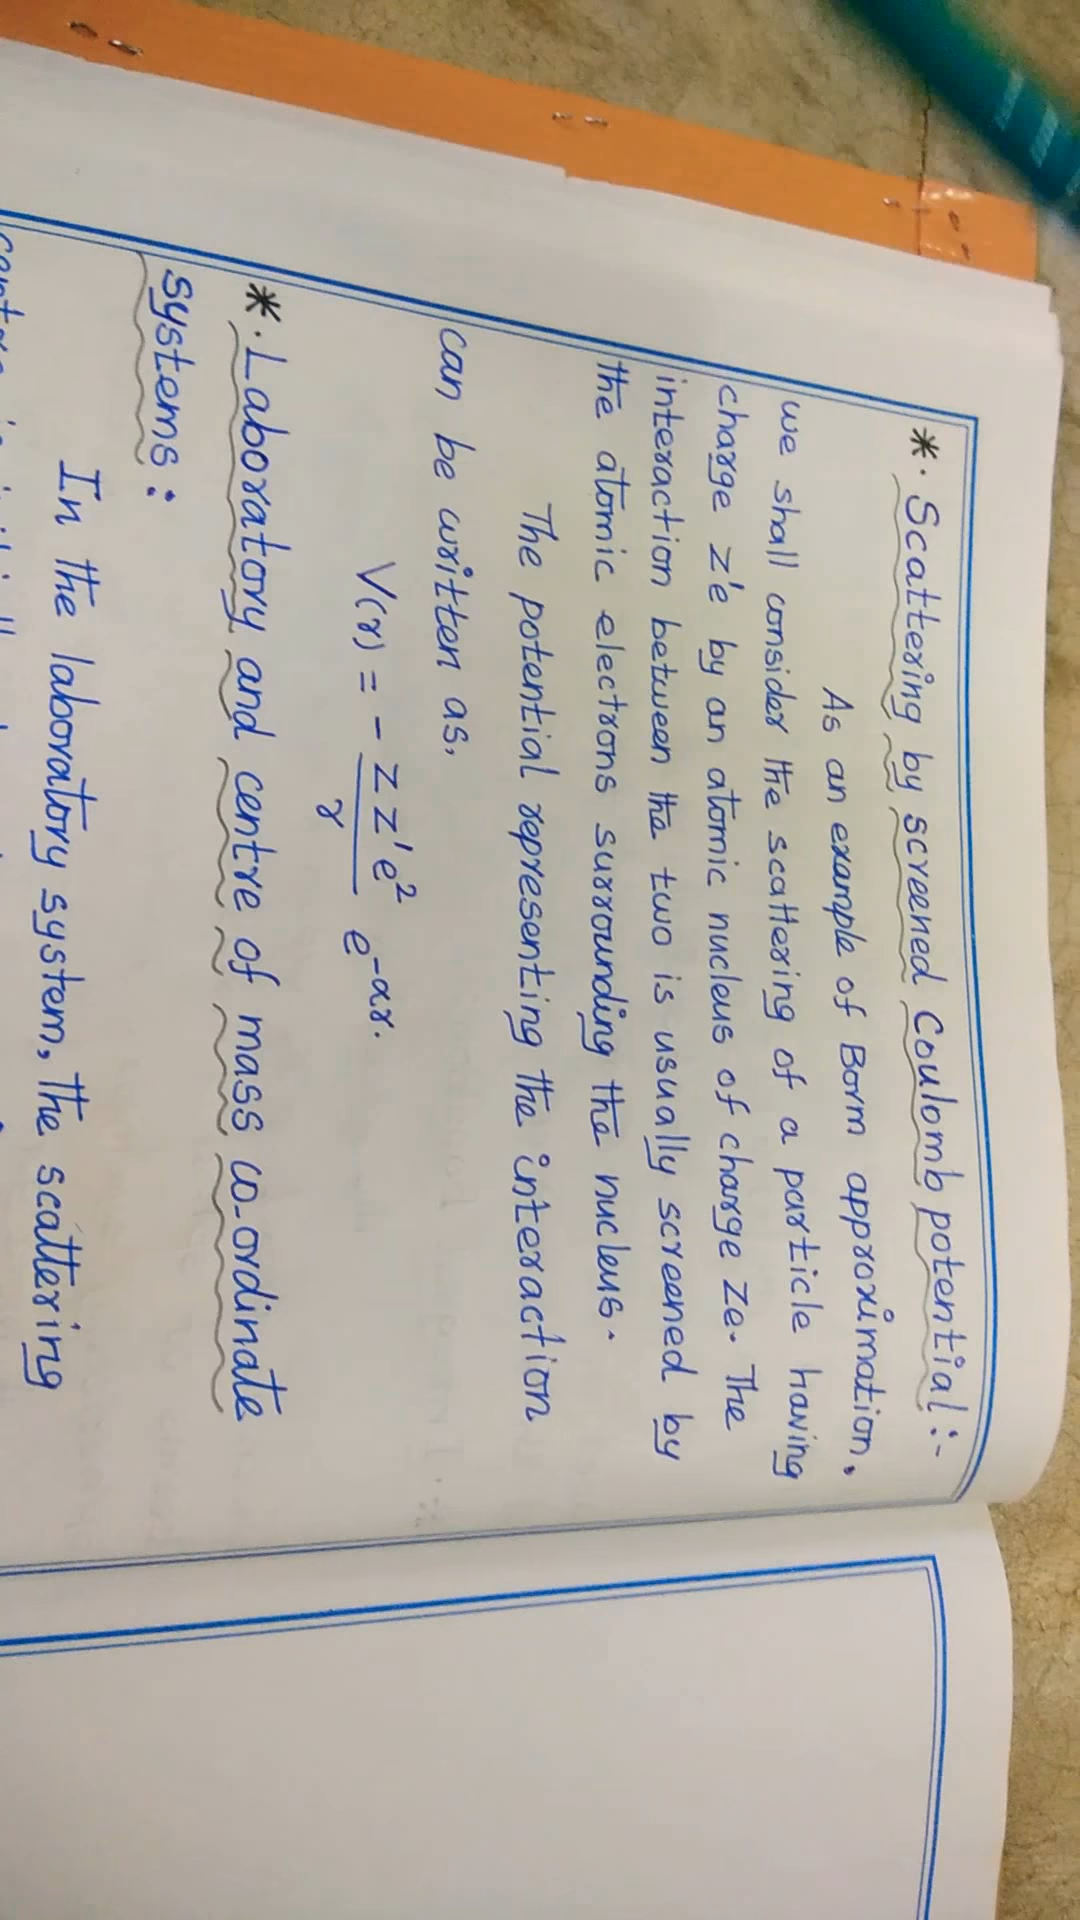 *. Scattering by screened Coulomb potential :-
As an example of Borm approximation,
we shall consider the scattering of a particle having
charge z'e by an atomic nucleus of charge ze. The
interaction between the two is usually screened by
the atomic electrons surrounding the nucleus.
The potential representing the interaction
can be written as,
V(r) = - zz'e² / r e^-αr.
*. Laboratory and centre of mass co-ordinate
systems :
In the laboratory system, the scattering